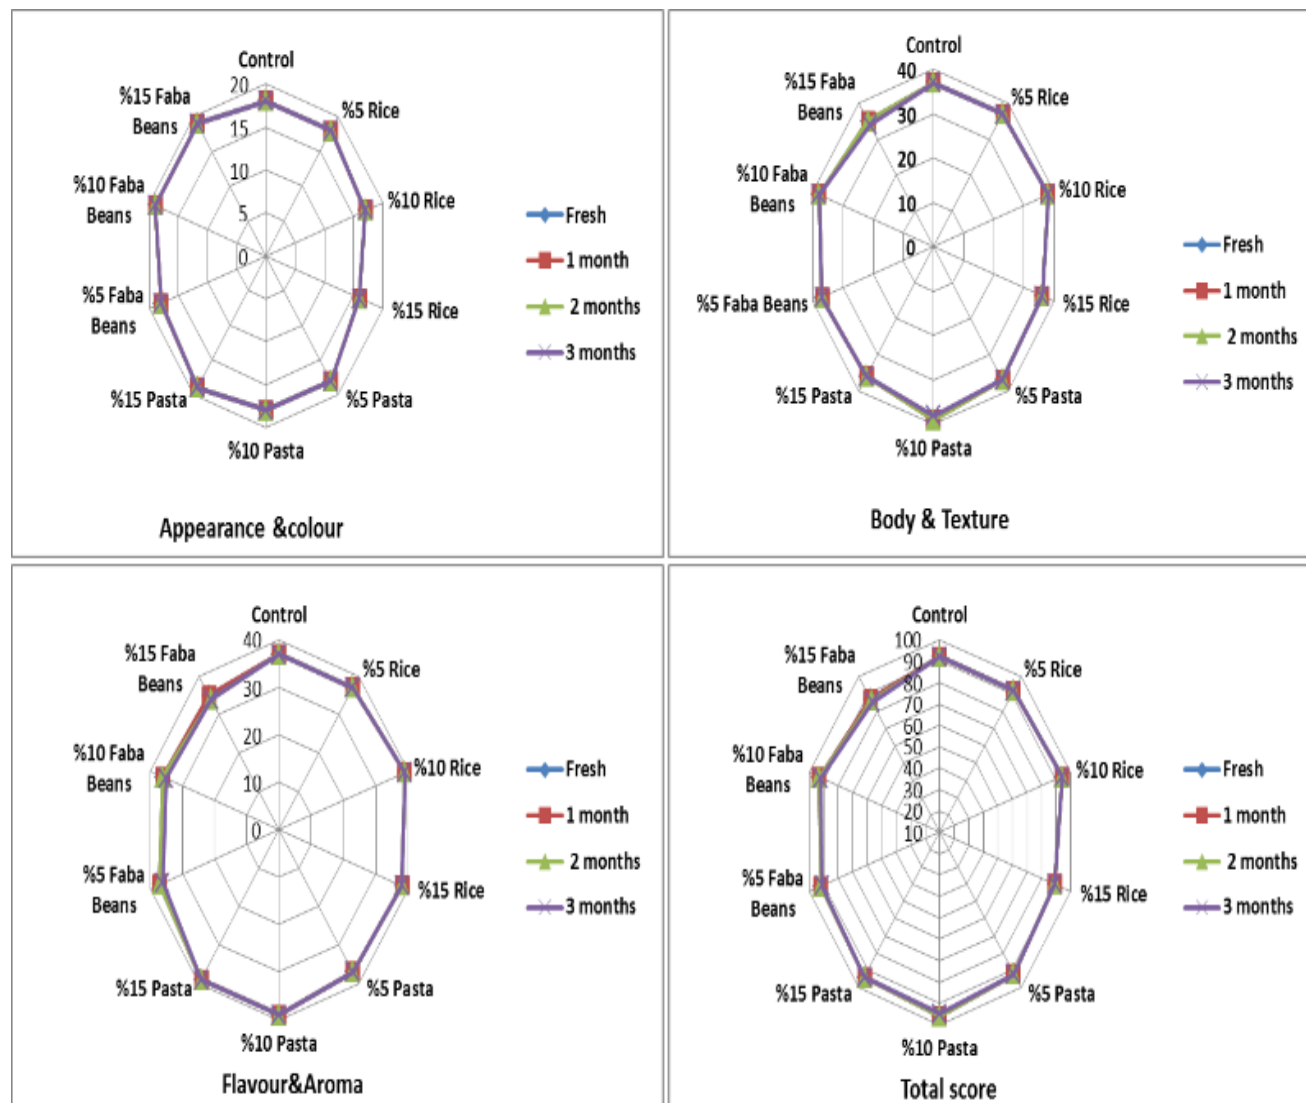 Control
20
15
10
5
0
%5 Rice
%10 Rice
%15 Rice
%5 Pasta
%10 Pasta
%15 Pasta
%5 Faba
Beans
%10 Faba
Beans
%15 Faba
Beans
Fresh
1 month
2 months
3 months
Appearance &colour
Control
40
30
20
10
0
%5 Rice
%10 Rice
%15 Rice
%5 Pasta
%10 Pasta
%15 Pasta
%5 Faba Beans
%10 Faba
Beans
%15 Faba
Beans
Fresh
1 month
2 months
3 months
Body & Texture
Control
40
30
20
10
0
%5 Rice
%10 Rice
%15 Rice
%5 Pasta
%10 Pasta
%15 Pasta
%5 Faba
Beans
%10 Faba
Beans
%15 Faba
Beans
Fresh
1 month
2 months
3 months
Flavour&Aroma
Control
100
90
80
70
60
50
40
30
20
10
%5 Rice
%10 Rice
%15 Rice
%5 Pasta
%10 Pasta
%15 Pasta
%5 Faba
Beans
%10 Faba
Beans
%15 Faba
Beans
Fresh
1 month
2 months
3 months
Total score